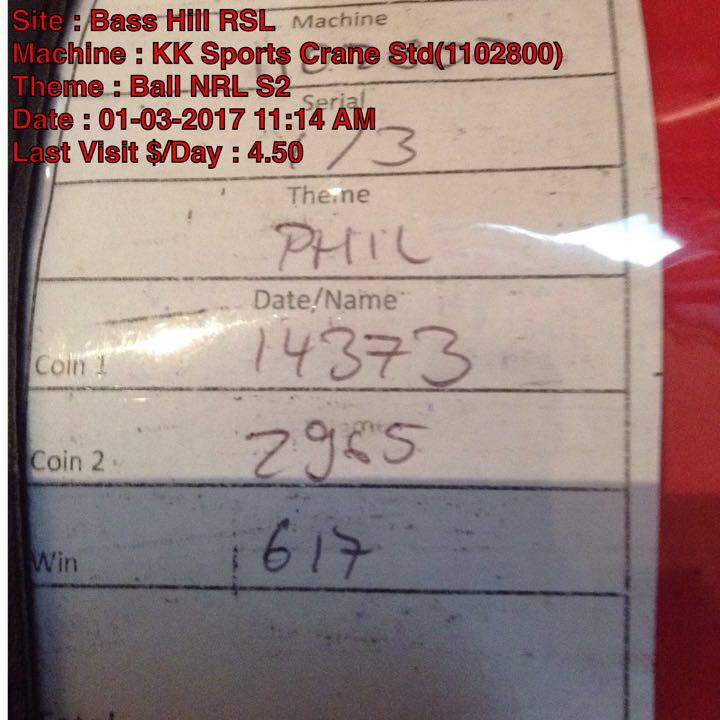 Site : Bass Hill RSL
Machine
Machine : KK Sports Crane Std(1102800)
Theme : Ball NRL S2
Serial
Date : 01-03-2017 11:14 AM
Last Visit $/Day : 4.50
1/3
Theme
PHIL
Date/Name
Coin 1 14373
Coin 2 2965
Win 617